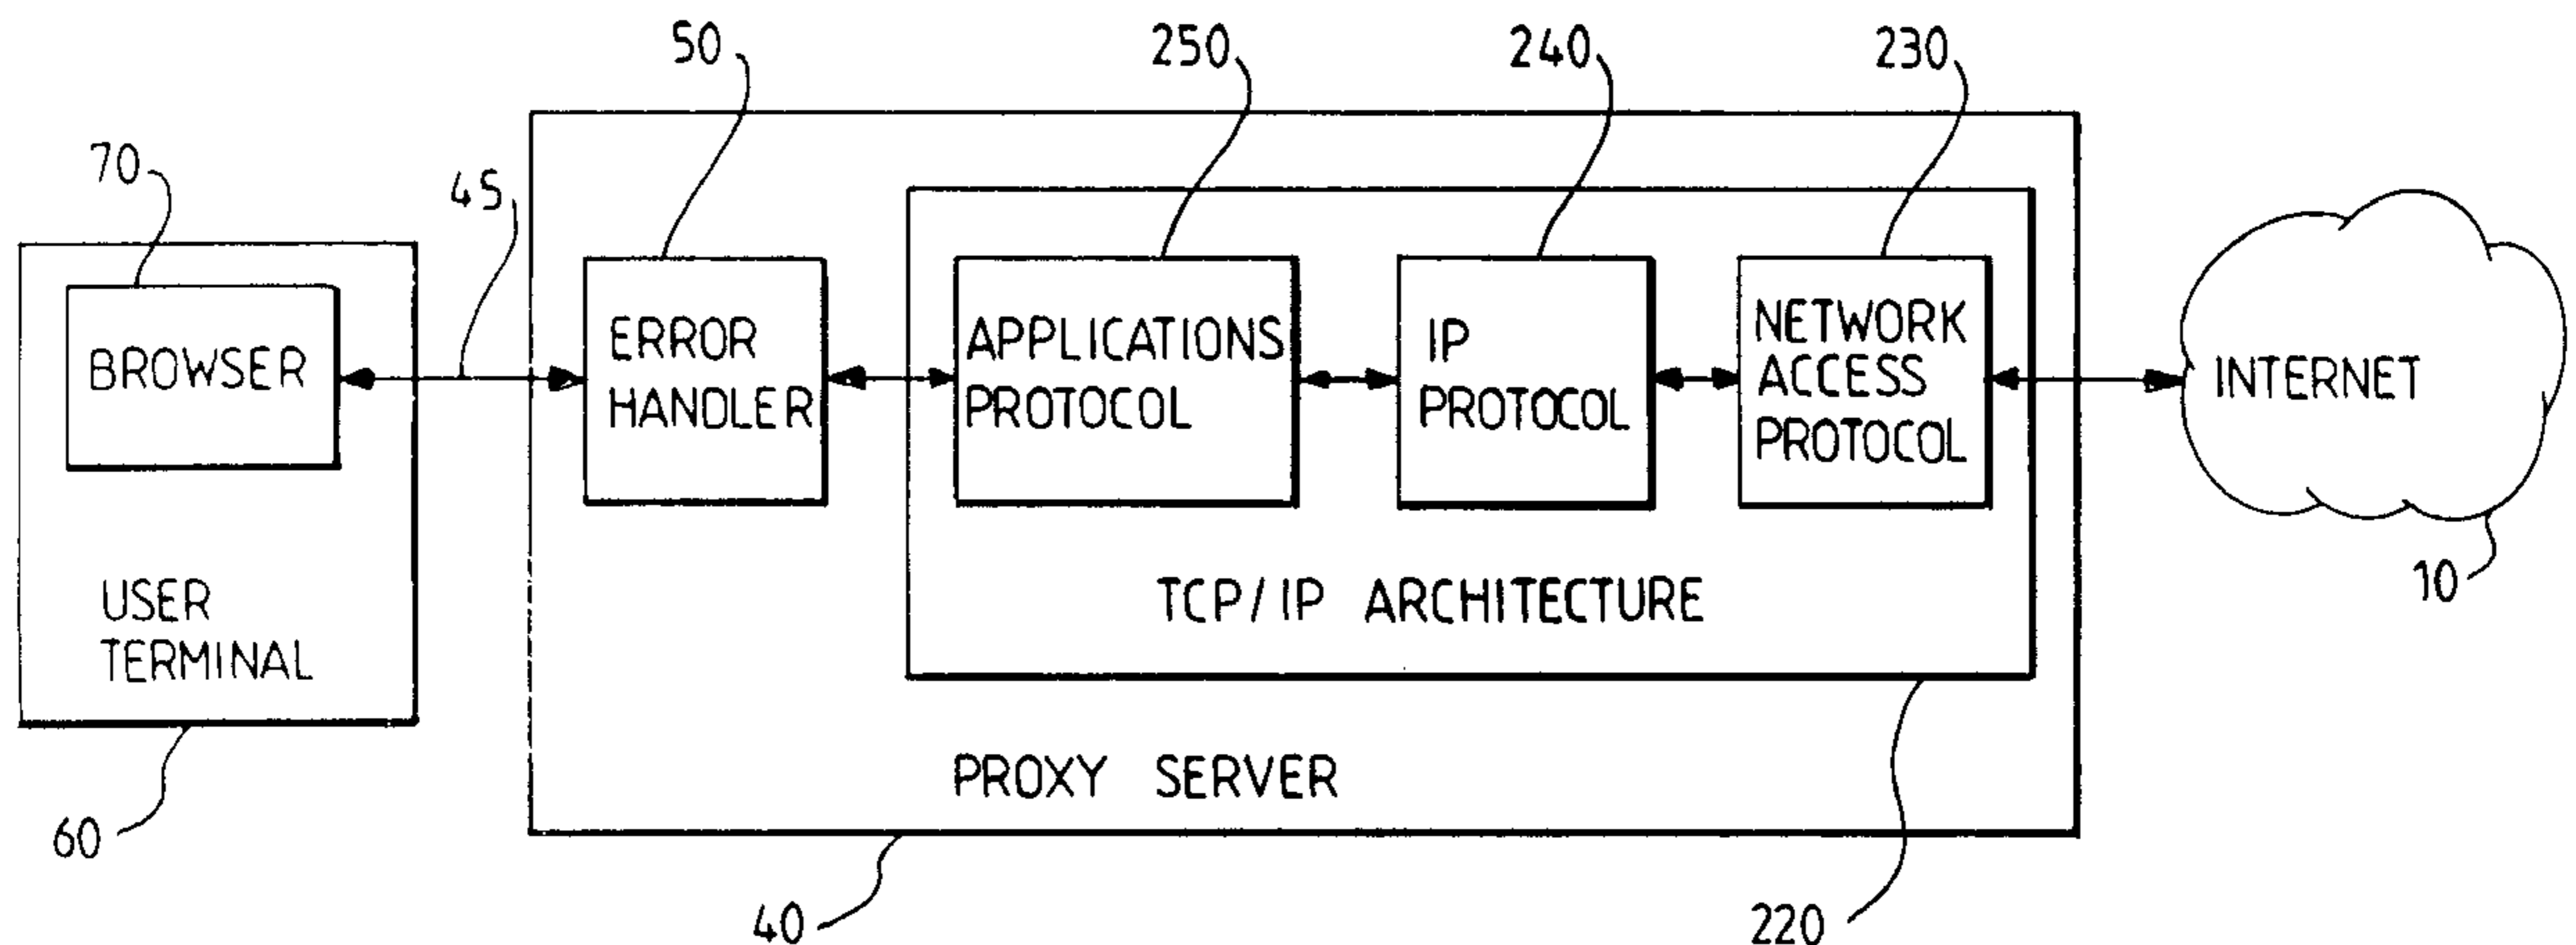 50
250
240
230
70
45
BROWSER
ERROR
HANDLER
APPLICATIONS
PROTOCOL
IP
PROTOCOL
NETWORK
ACCESS
PROTOCOL
INTERNET
USER
TERMINAL
TCP/IP ARCHITECTURE
10
PROXY SERVER
60
40
220